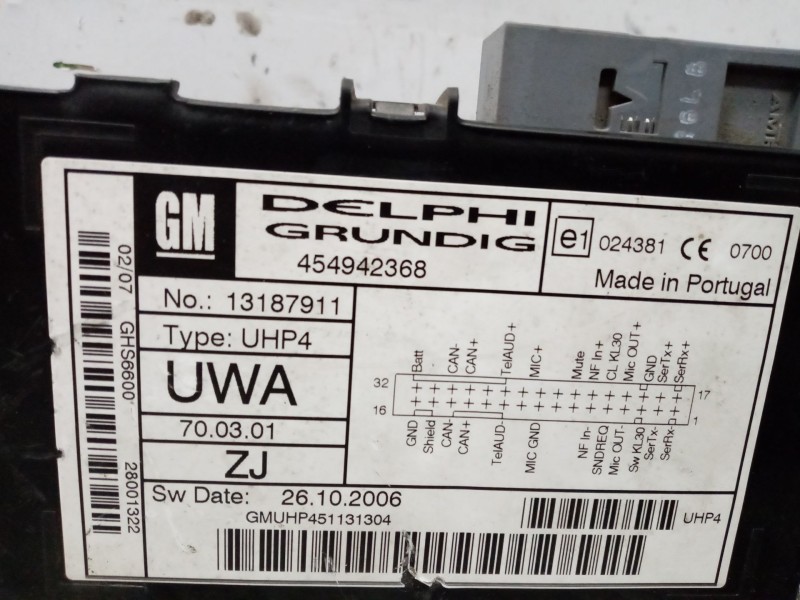 GM
DELPHI
GRUNDIG
454942368
e1 024381 CE 0700
Made in Portugal
No.: 13187911
Type: UHP4
UWA
70.03.01
ZJ
Sw Date: 26.10.2006
GMUHP451131304
UHP4
02/07 GHS6600 28001322
Batt CAN- CAN+ TelAUD+ MIC+ Mute NF In+ CL KL30 Mic OUT+ GND SerTx+ SerRx+
32 17
16 1
GND Shield CAN- CAN+ TelAUD- MIC GND NF In- SNDREQ Mic OUT- Sw KL30 SerTx- SerRx-